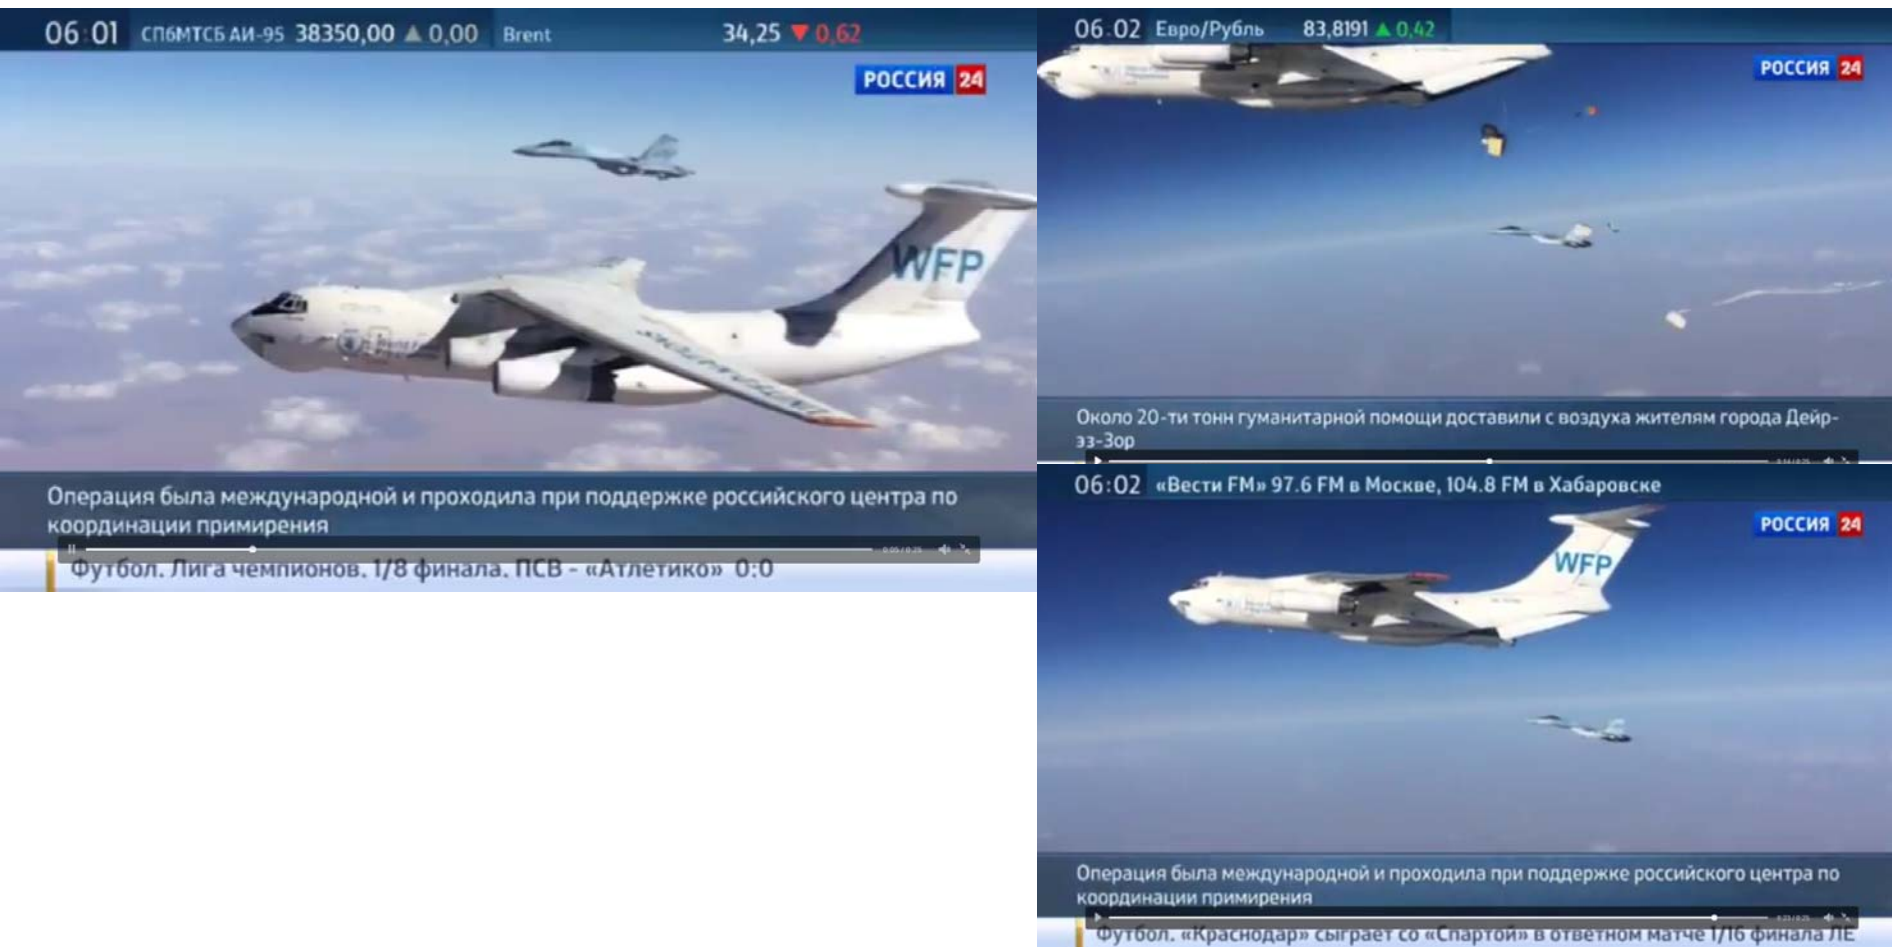 06:01 СПбМТСБ АИ-95 38350,00 ▲ 0,00 Brent 34,25 ▼ 0,62
РОССИЯ 24
WFP
Операция была международной и проходила при поддержке российского центра по
координации примирения
0:05 / 0:25
Футбол. Лига чемпионов. 1/8 финала. ПСВ - «Атлетико» 0:0
06:02 Евро/Рубль 83,8191 ▲ 0,42
РОССИЯ 24
Около 20-ти тонн гуманитарной помощи доставили с воздуха жителям города Дейр-
эз-Зор
06:02 «Вести FM» 97.6 FM в Москве, 104.8 FM в Хабаровске
РОССИЯ 24
WFP
Операция была международной и проходила при поддержке российского центра по
координации примирения
Футбол. «Краснодар» сыграет со «Спартой» в ответном матче 1/16 финала ЛЕ